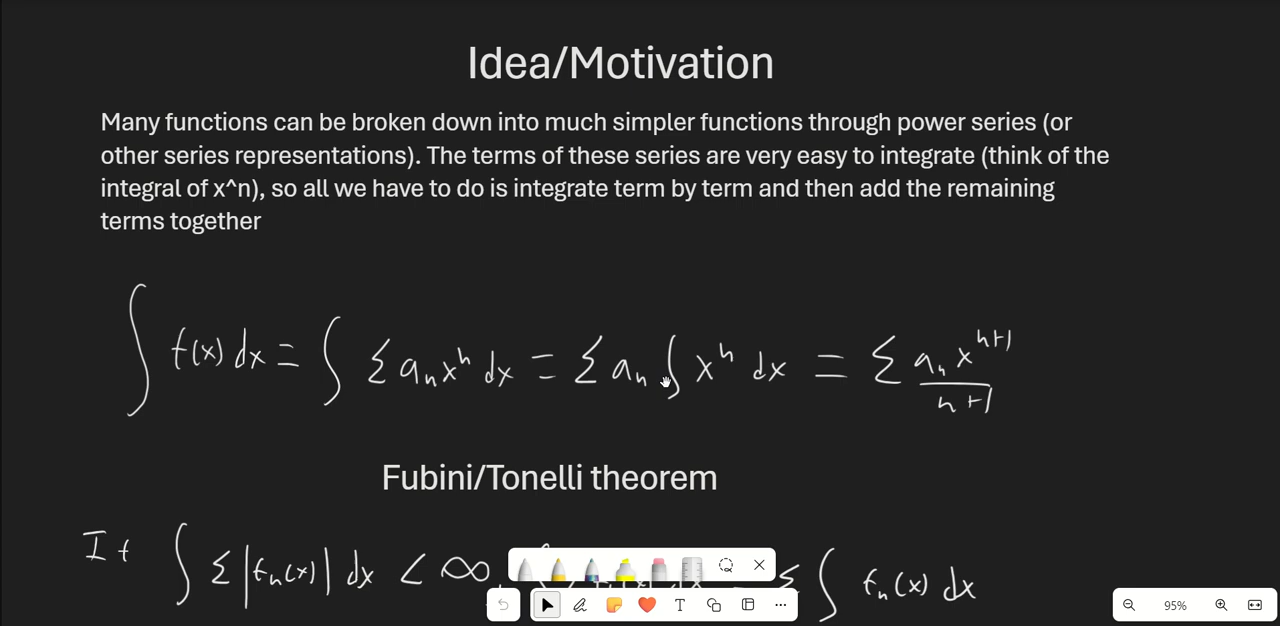 Idea/Motivation
Many functions can be broken down into much simpler functions through power series (or
other series representations). The terms of these series are very easy to integrate (think of the
integral of x^n), so all we have to do is integrate term by term and then add the remaining
terms together
∫ f(x) dx = ∫ Σ aₙxⁿ dx = Σ aₙ ∫ xⁿ dx = Σ aₙxⁿ⁺¹/n+1
Fubini/Tonelli theorem
If ∫ Σ |fₙ(x)| dx < ∞, Σ ∫ fₙ(x) dx
T
95%